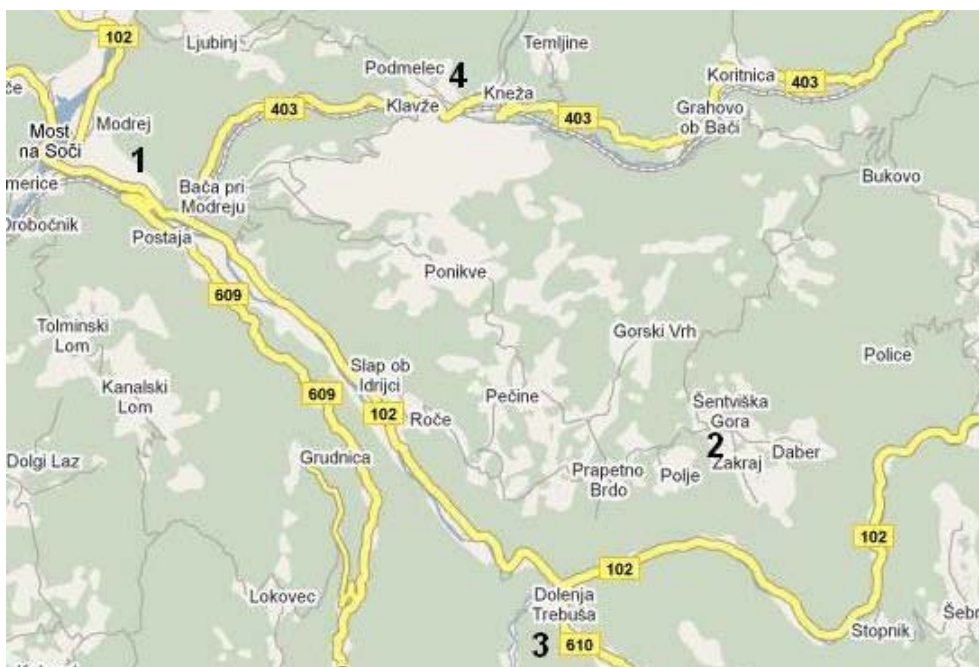 102
Ljubinj
Temljine
Podmelec
4
Koritnica
403
če
Kneža
403
Klavže
403
Grahovo
ob Bači
Modrej
Most
na Soči
1
merice
Bača pri
Modreju
Bukovo
Drobočnik
Postaja
Ponikve
609
Tolminski
Lom
Gorski Vrh
Police
Slap ob
Idrijci
Kanalski
Lom
609
Pečine
Šentviška
Gora
102
Roče
2
Dolgi Laz
Grudnica
Zakraj
Daber
Prapetno
Brdo
Polje
102
102
Lokovec
Dolenja
Trebuša
Šebr
Stopnik
3
610